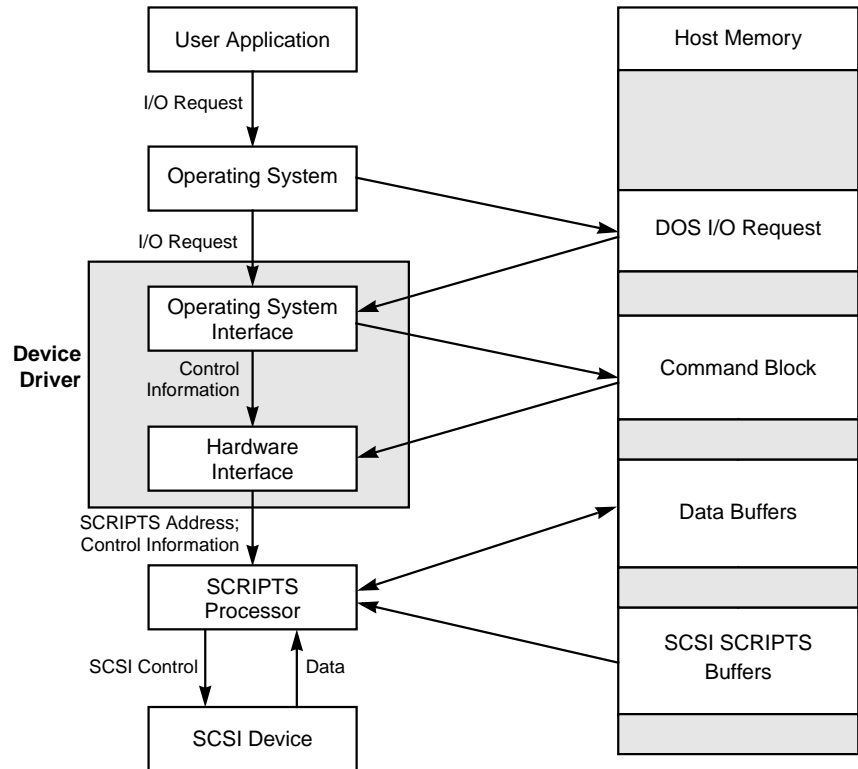 User Application
I/O Request
Operating System
I/O Request
Device
Driver
Operating System
Interface
Control
Information
Hardware
Interface
SCRIPTS Address;
Control Information
SCRIPTS
Processor
SCSI Control
Data
SCSI Device
Host Memory
DOS I/O Request
Command Block
Data Buffers
SCSI SCRIPTS
Buffers